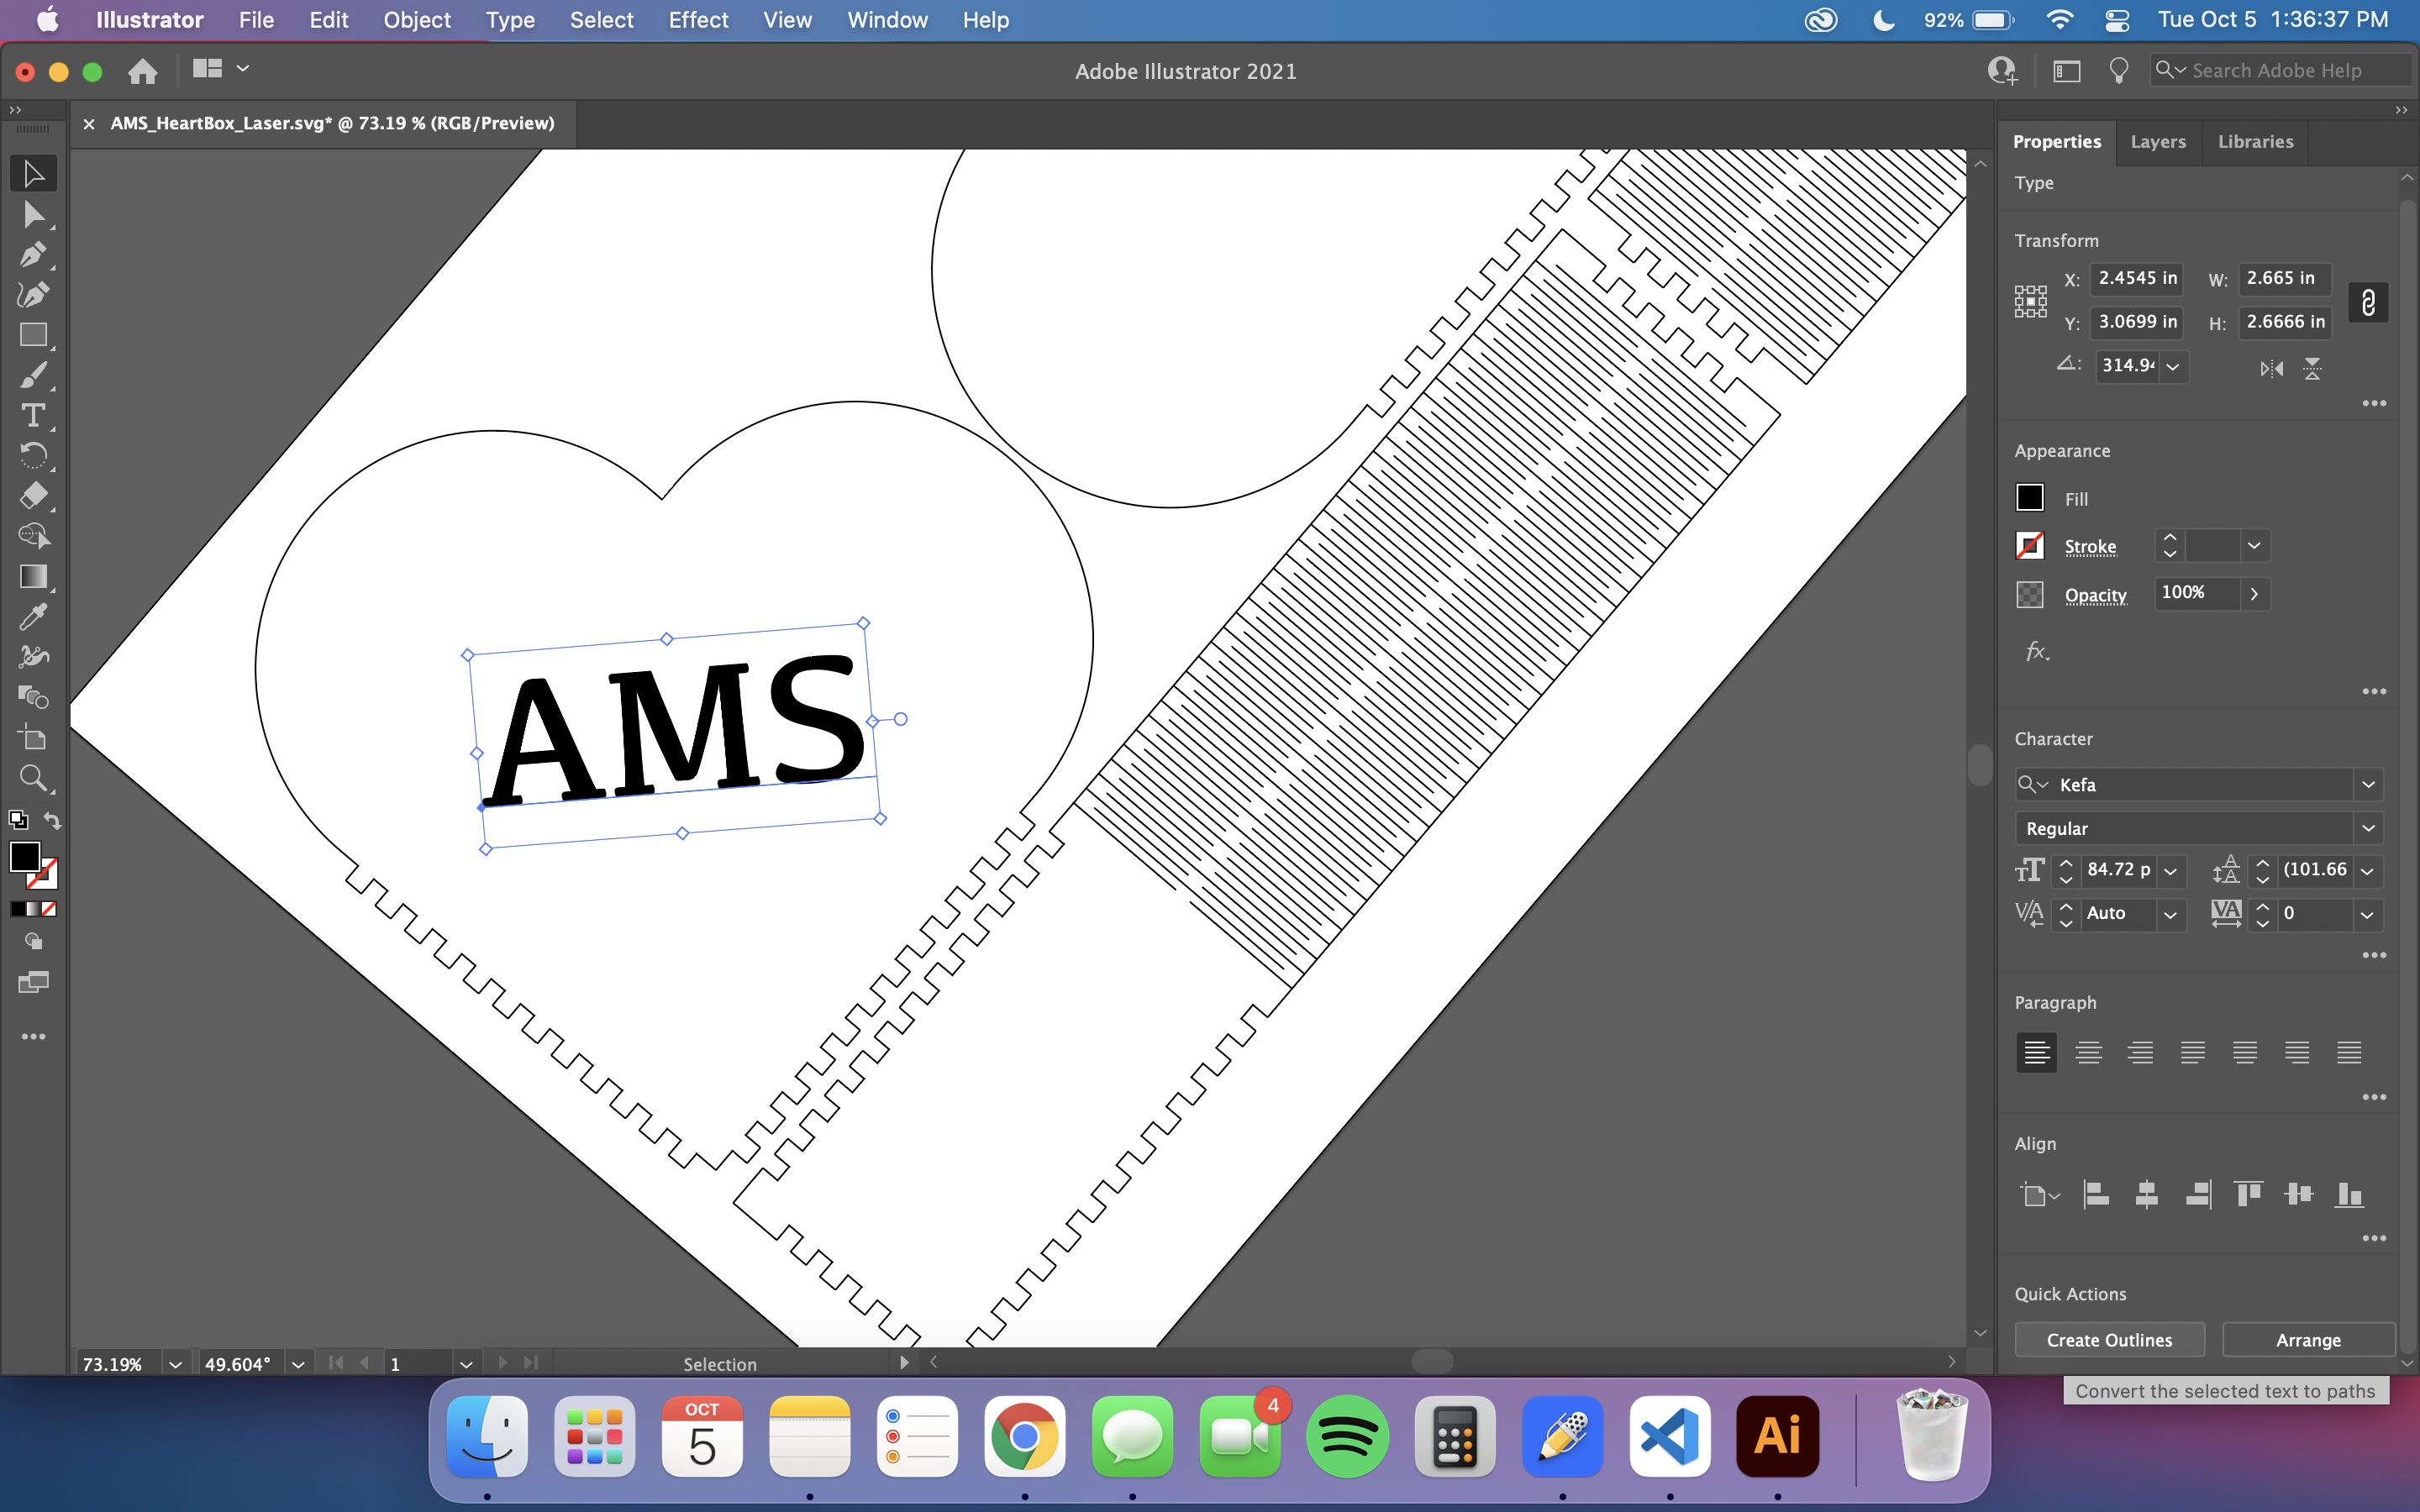 Illustrator File Edit Object Type Select Effect View Window Help 92% Tue Oct 5 1:36:37 PM
Adobe Illustrator 2021 Search Adobe Help
AMS_HeartBox_Laser.svg* @ 73.19 % (RGB/Preview)
Properties Layers Libraries
Type
Transform
X: 2.4545 in W: 2.665 in
Y: 3.0699 in H: 2.6666 in
314.94
Appearance
Fill
Stroke
Opacity 100%
fx.
AMS
Character
Kefa
Regular
84.72 p (101.66
Auto 0
Paragraph
Align
Quick Actions
Create Outlines Arrange
73.19% 49.604° 1 Selection
Convert the selected text to paths
OCT
5
4
Ai